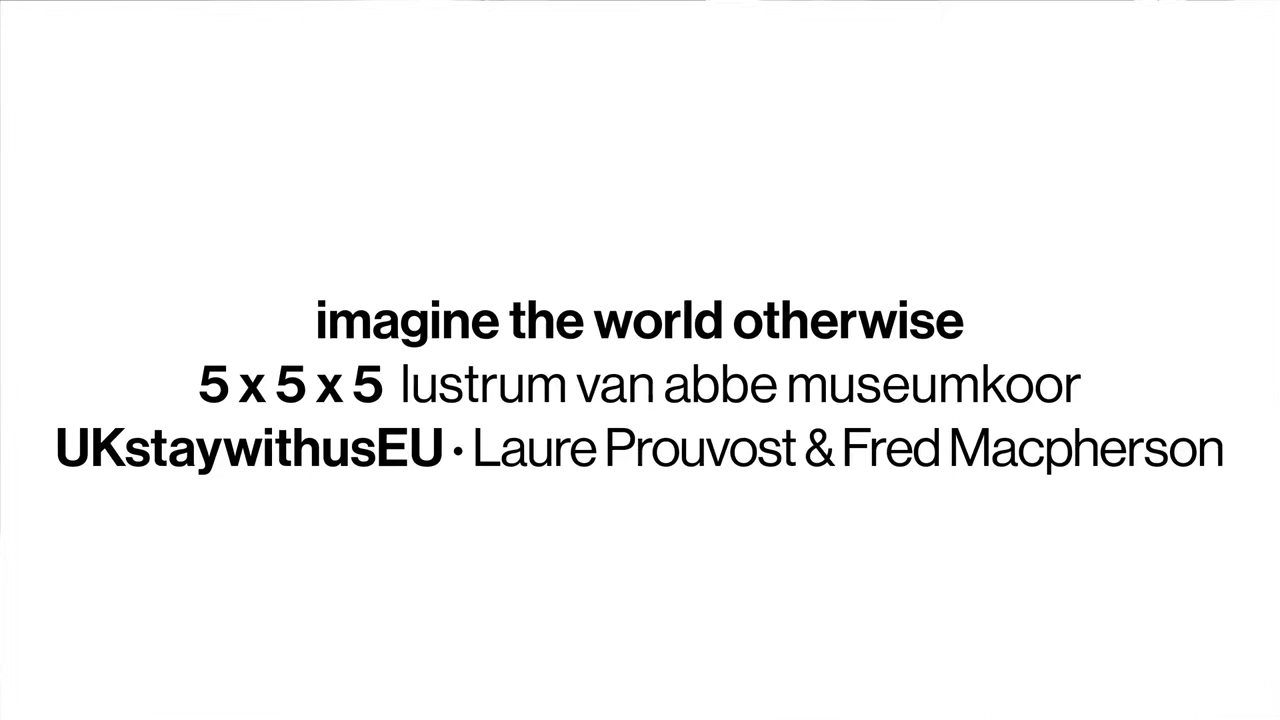 imagine the world otherwise
5 x 5 x 5 lustrum van abbe museumkoor
UKstaywithusEU • Laure Prouvost & Fred Macpherson